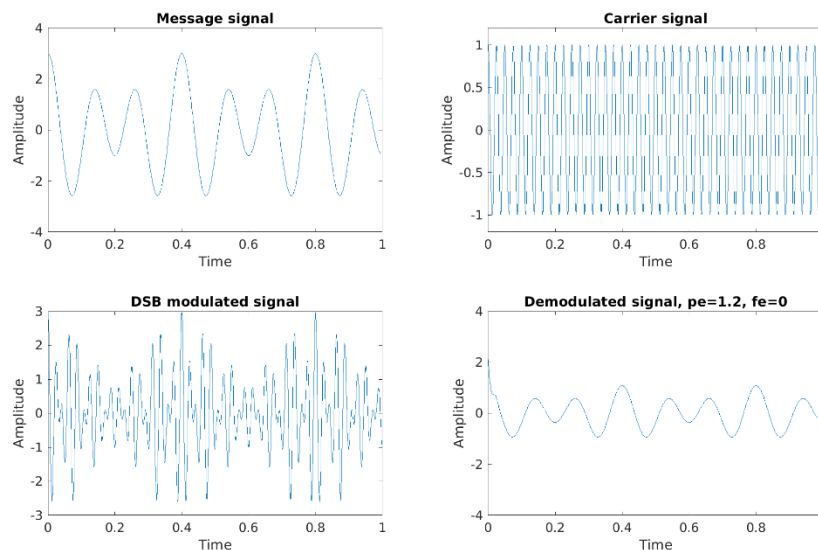 Message signal
4
2
0
-2
-4
Amplitude
0 0.2 0.4 0.6 0.8 1
Time
Carrier signal
1
0.5
0
-0.5
-1
Amplitude
0 0.2 0.4 0.6 0.8
Time
DSB modulated signal
3
2
1
0
-1
-2
-3
Amplitude
0 0.2 0.4 0.6 0.8 1
Time
Demodulated signal, pe=1.2, fe=0
4
2
0
-2
-4
Amplitude
0 0.2 0.4 0.6 0.8
Time